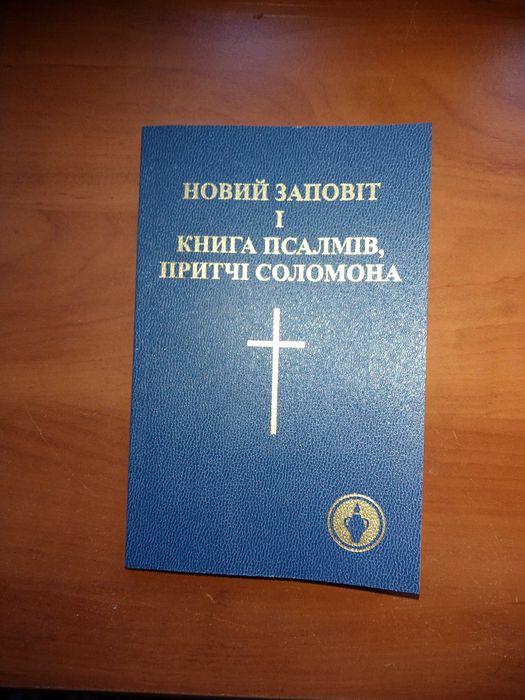 НОВИЙ ЗАПОВІТ
І
КНИГА ПСАЛМІВ,
ПРИТЧІ СОЛОМОНА